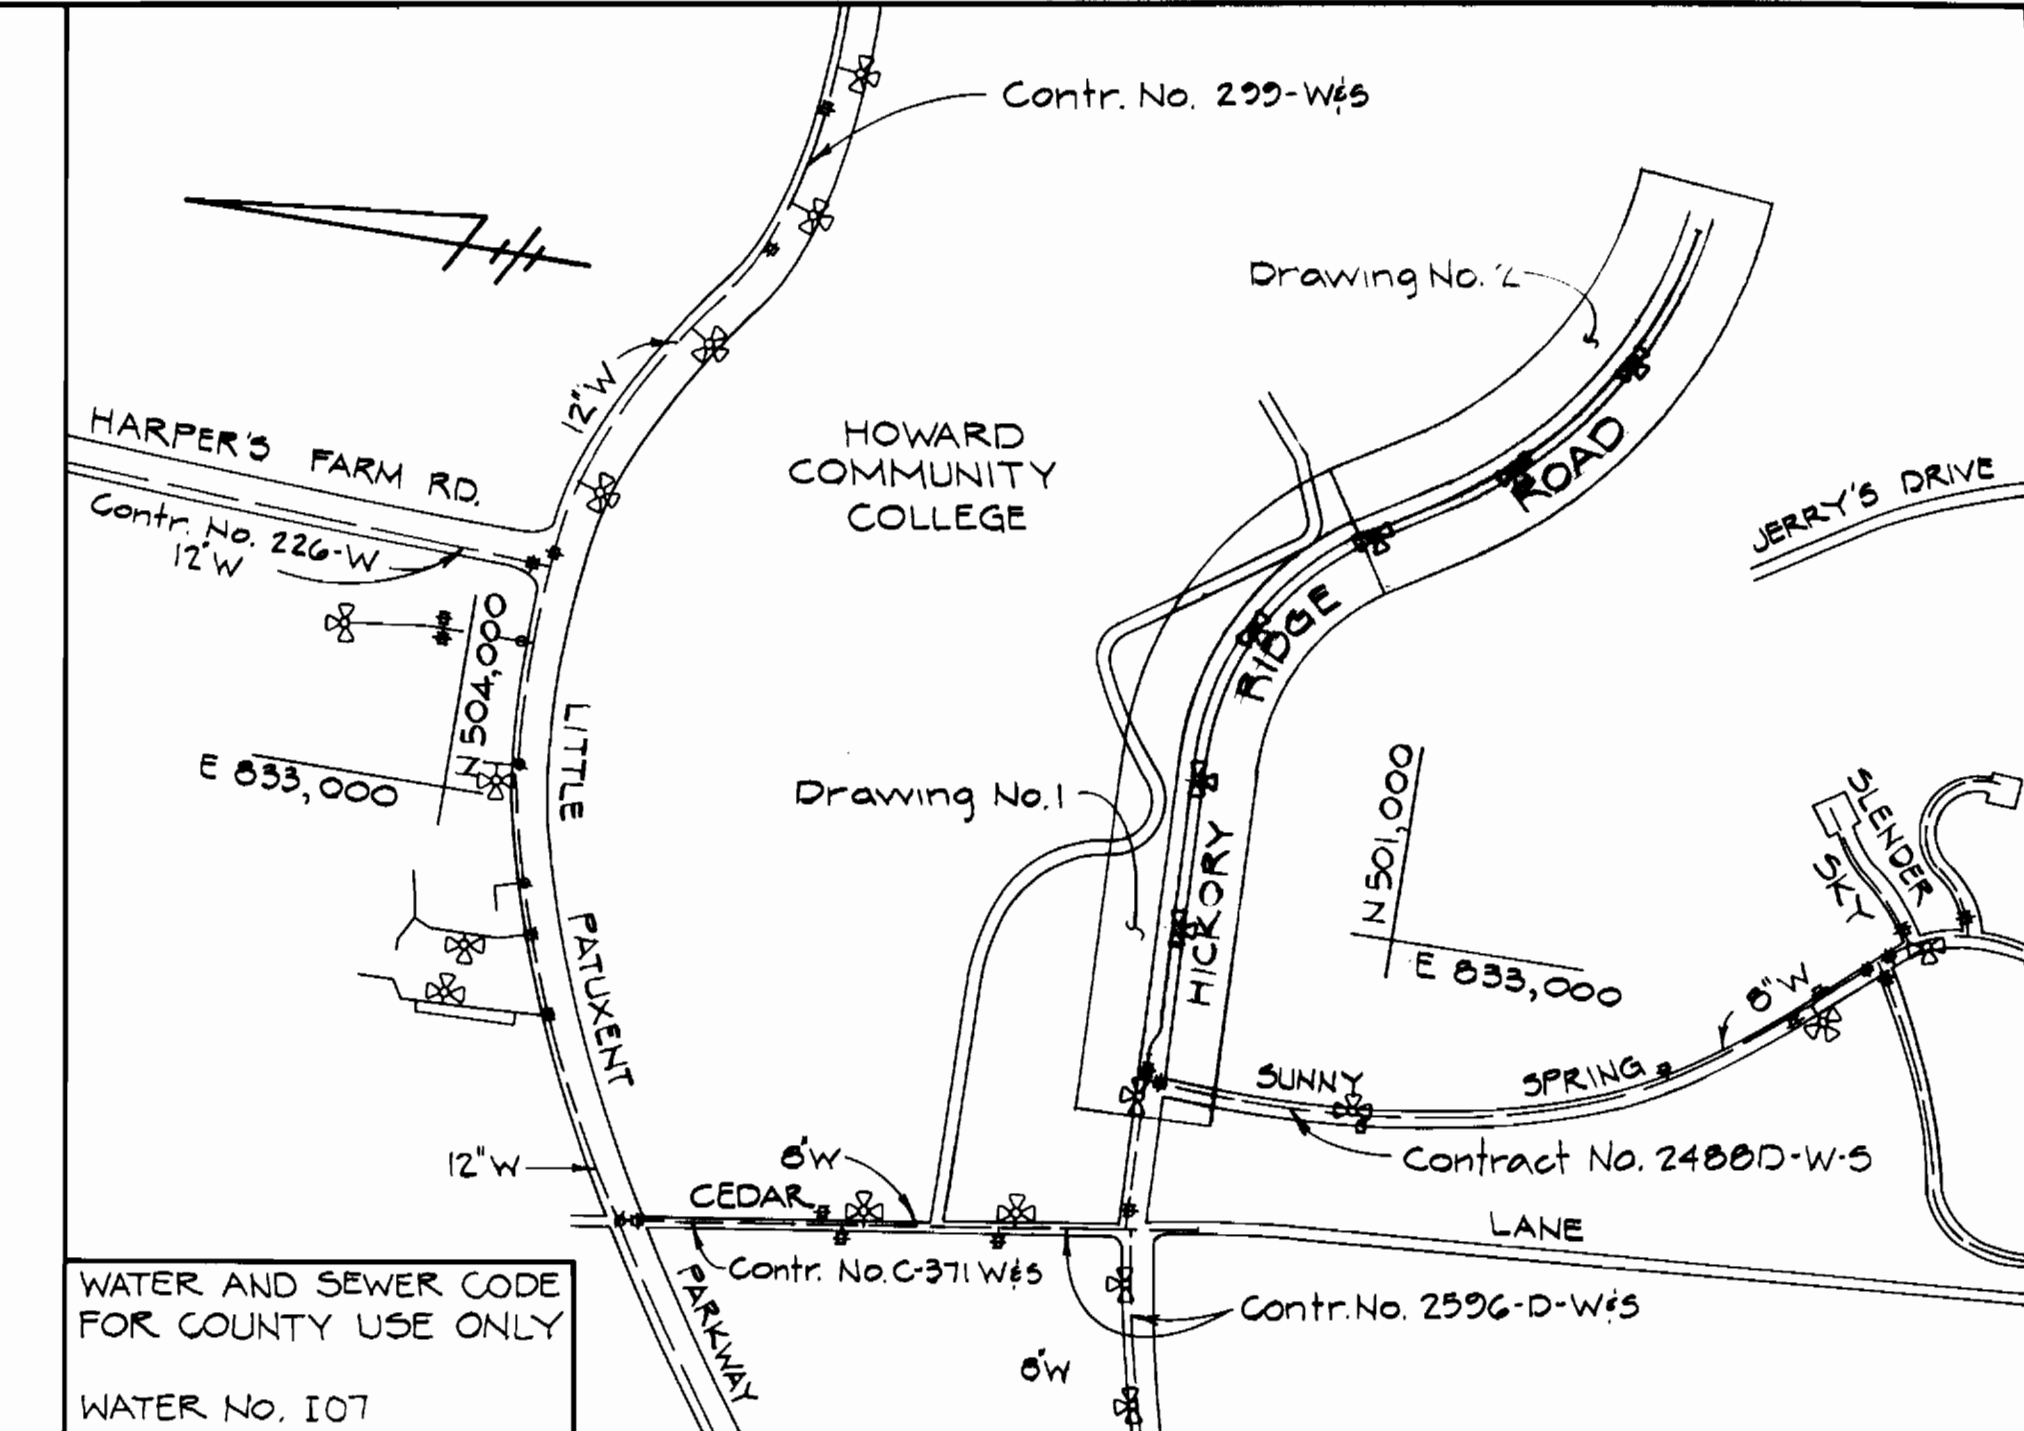 Contr. No. 299-W&S
Drawing No. 2
12"W
HARPER'S FARM RD.
Contr. No. 226-W
12"W
HOWARD
COMMUNITY
COLLEGE
HICKORY RIDGE ROAD
JERRY'S DRIVE
N 504,000
E 833,000
LITTLE PATUXENT PARKWAY
Drawing No. 1
N 501,000
E 833,000
SLENDER
SKY
8"W
SUNNY SPRING
Contract No. 2488D-W-S
12"W
8"W
CEDAR LANE
Contr. No. C-371 W&S
Contr. No. 2596-D-W&S
8"W
WATER AND SEWER CODE
FOR COUNTY USE ONLY
WATER No. I07